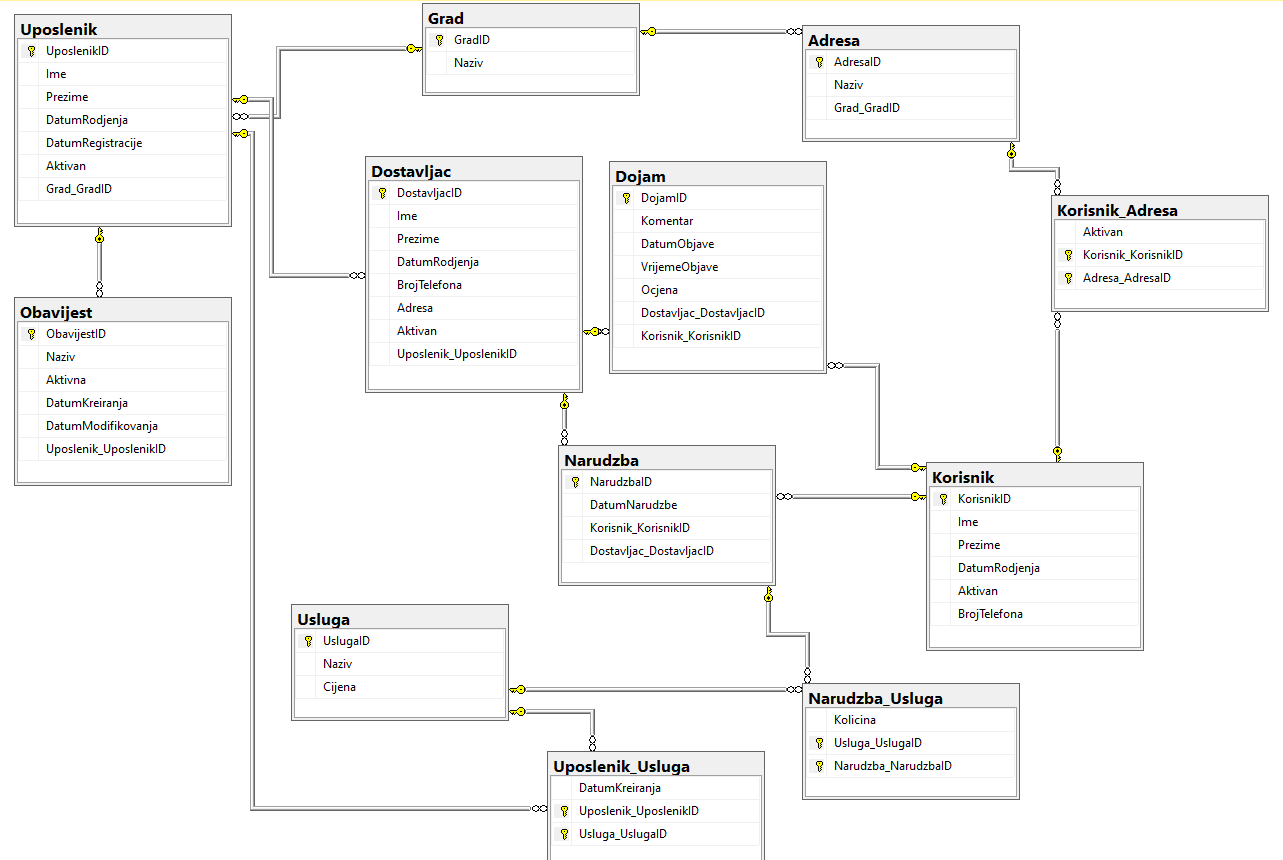 Uposlenik
UposlenikID
Ime
Prezime
DatumRodjenja
DatumRegistracije
Aktivan
Grad_GradID
Grad
GradID
Naziv
Adresa
AdresaID
Naziv
Grad_GradID
Dostavljac
DostavljacID
Ime
Prezime
DatumRodjenja
BrojTelefona
Adresa
Aktivan
Uposlenik_UposlenikID
Dojam
DojamID
Komentar
DatumObjave
VrijemeObjave
Ocjena
Dostavljac_DostavljacID
Korisnik_KorisnikID
Korisnik_Adresa
Aktivan
Korisnik_KorisnikID
Adresa_AdresaID
Obavijest
ObavijestID
Naziv
Aktivna
DatumKreiranja
DatumModifikovanja
Uposlenik_UposlenikID
Narudzba
NarudzbaID
DatumNarudzbe
Korisnik_KorisnikID
Dostavljac_DostavljacID
Korisnik
KorisnikID
Ime
Prezime
DatumRodjenja
Aktivan
BrojTelefona
Usluga
UslugaID
Naziv
Cijena
Narudzba_Usluga
Kolicina
Usluga_UslugaID
Narudzba_NarudzbaID
Uposlenik_Usluga
DatumKreiranja
Uposlenik_UposlenikID
Usluga_UslugaID